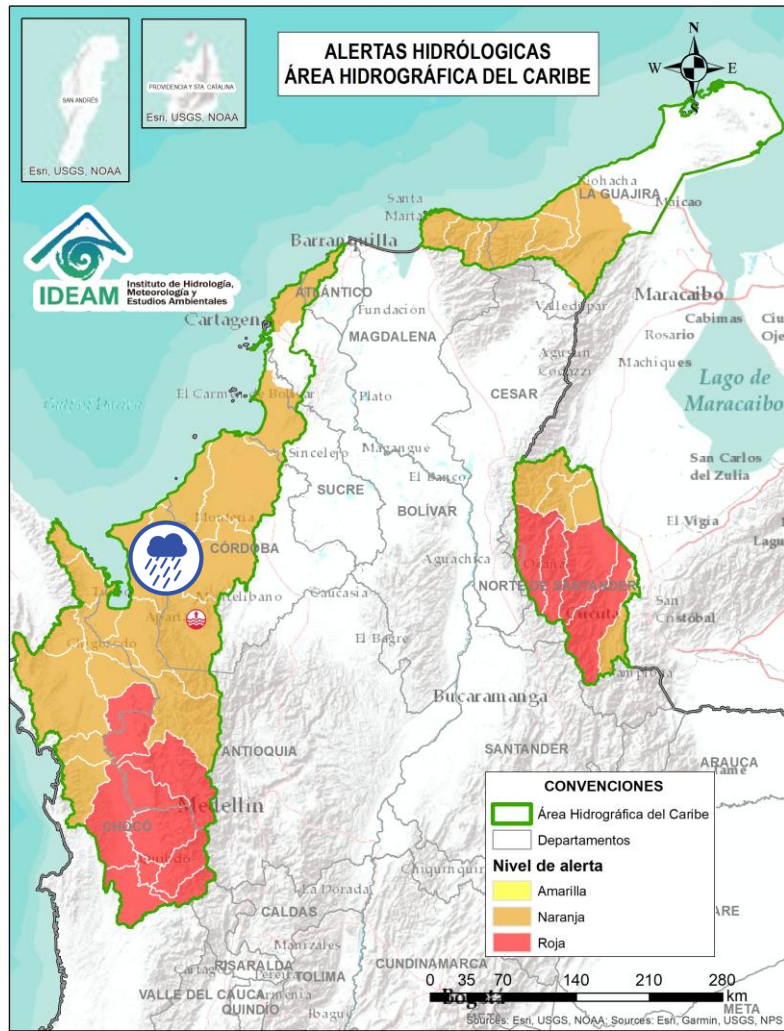 ALERTAS HIDRÓLOGICAS
ÁREA HIDROGRÁFICA DEL CARIBE
N
W
E
S
SAN ANDRÉS
Esri, USGS, NOAA
PROVIDENCIA Y STA. CATALINA
Esri, USGS, NOAA
IDEAM
Instituto de Hidrología,
Meteorología y
Estudios Ambientales
Santa
Marta
LA GUAJIRA
Maicao
Barranquilla
ATLÁNTICO
Cartagen
Fundación
MAGDALENA
Valledupar
Maracaibo
Cabimas
Rosario
Machiques
Lago de
Maracaibo
CESAR
El Carmen de Bolívar
Plato
Sincelejo
Magangue
El Banco
San Carlos
del Zulia
SUCRE
BOLÍVAR
Montería
CÓRDOBA
El Vigía
Aguachica
NORTE DE SANTANDER
Cúcuta
Caucasia
San
Cristóbal
El Bagre
Bucaramanga
ANTIOQUIA
SANTANDER
ARAUCA
Medellín
CHOCÓ
La Dorada
CALDAS
Manizales
RISARALDA
TOLIMA
CUNDINAMARCA
VALLE DEL CAUCA
QUINDÍO
Ibagué
Bogotá
META
META
CONVENCIONES
Área Hidrográfica del Caribe
Departamentos
Nivel de alerta
Amarilla
Naranja
Roja
0 35 70 140 210 280
km
Sources: Esri, USGS, NOAA; Sources: Esri, Garmin, USGS, NPS